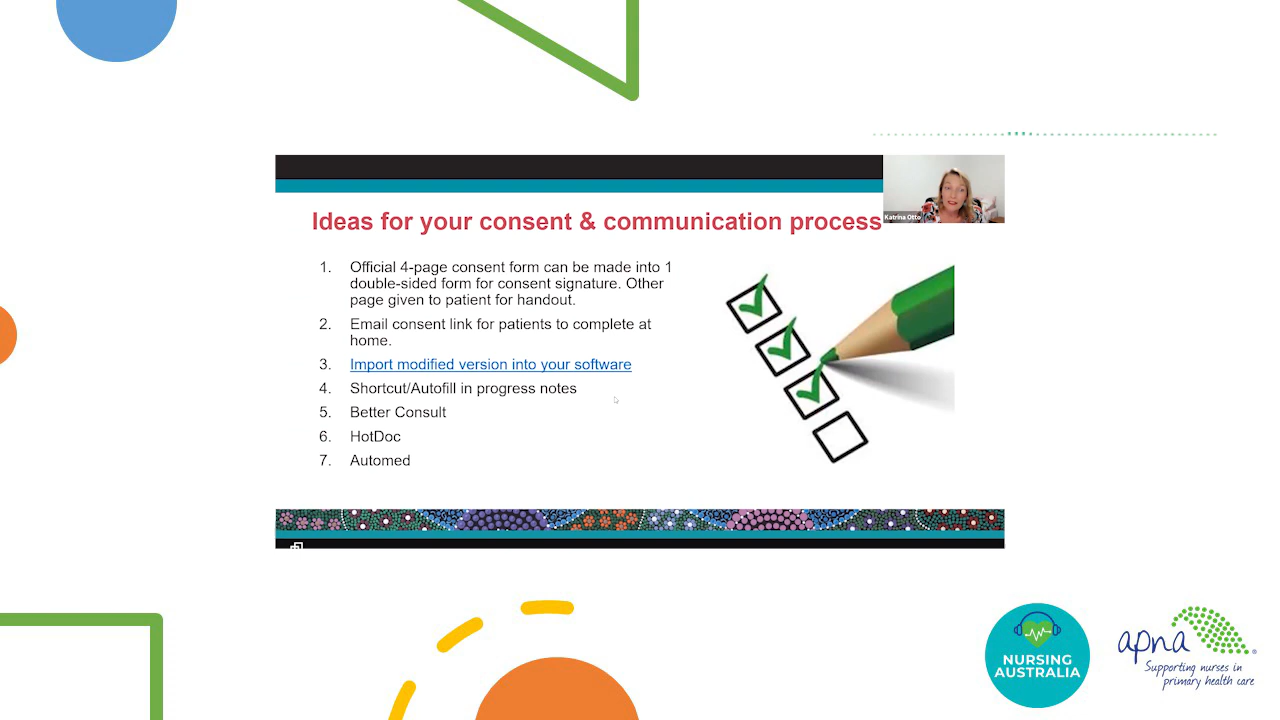 Katrina Otto
Ideas for your consent & communication process
1. Official 4-page consent form can be made into 1
double-sided form for consent signature. Other
page given to patient for handout.
2. Email consent link for patients to complete at
home.
3. Import modified version into your software
4. Shortcut/Autofill in progress notes
5. Better Consult
6. HotDoc
7. Automed
NURSING
AUSTRALIA
apna
Supporting nurses in
primary health care